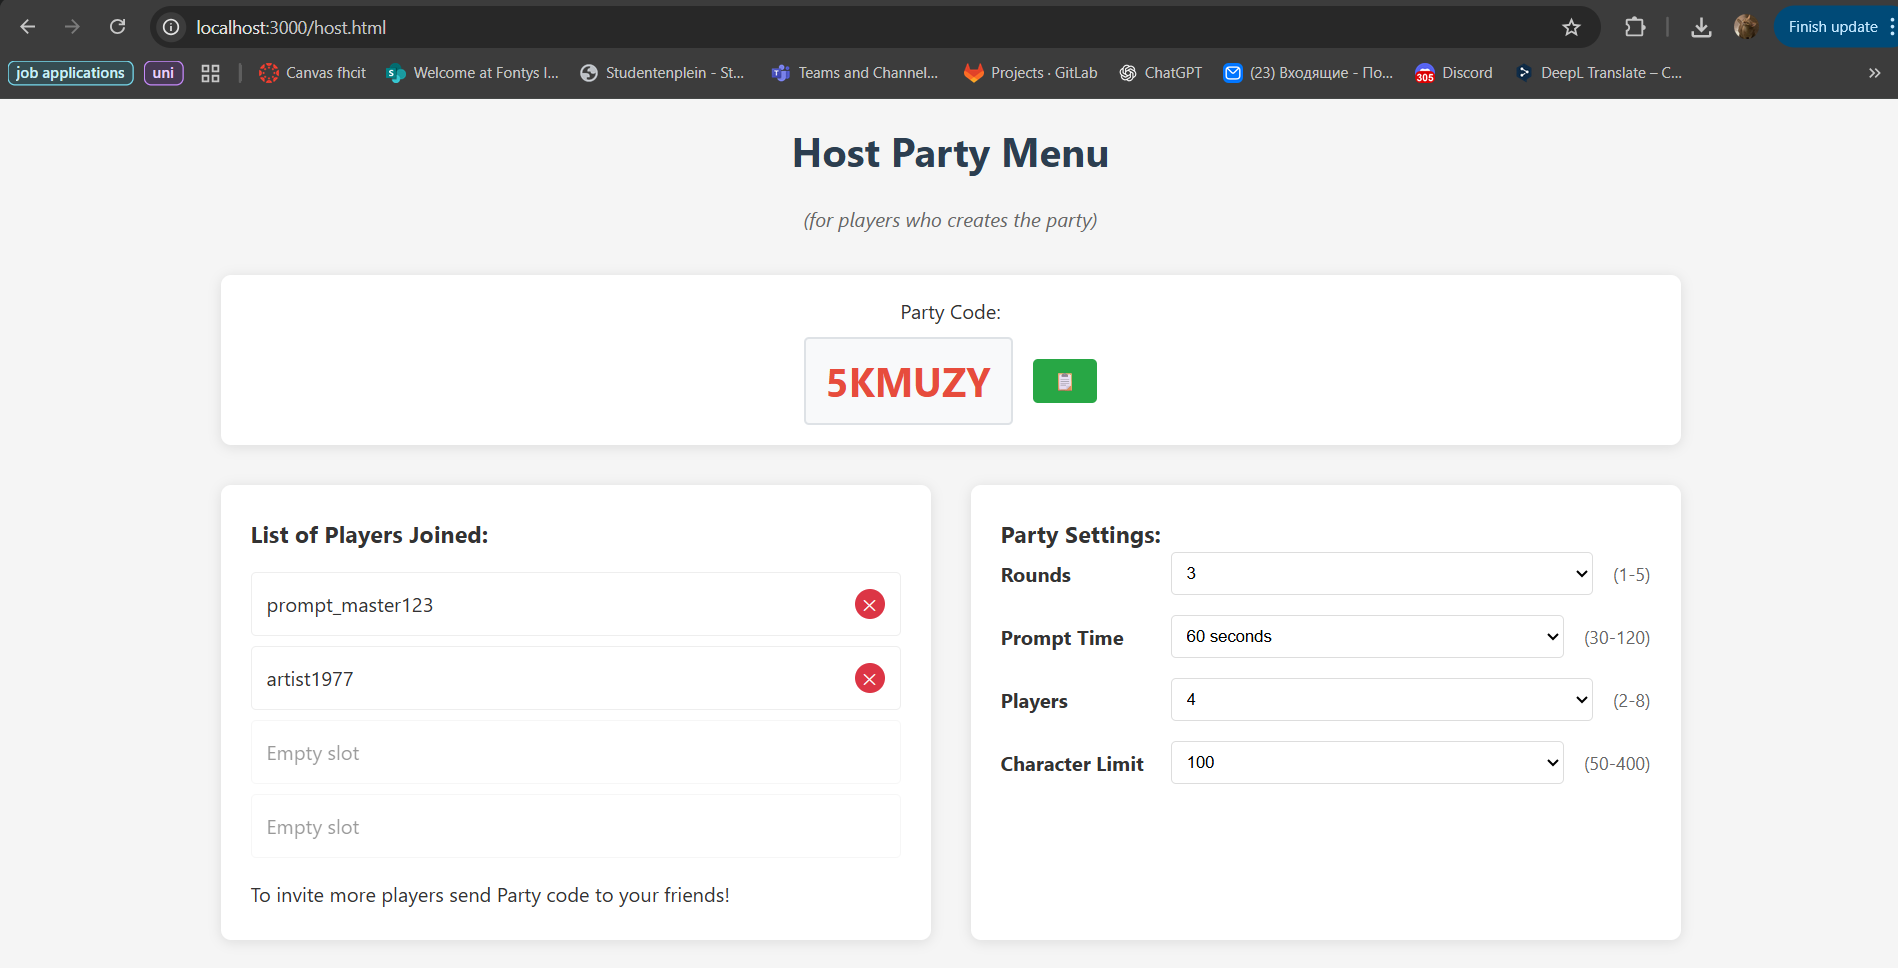 localhost:3000/host.html
Finish update
job applications
uni
Canvas fhcit
Welcome at Fontys I...
Studentenplein - St...
Teams and Channel...
Projects · GitLab
ChatGPT
(23) Входящие - По...
305
Discord
DeepL Translate – C...
Host Party Menu
(for players who creates the party)
Party Code:
5KMUZY
List of Players Joined:
prompt_master123
artist1977
Empty slot
Empty slot
To invite more players send Party code to your friends!
Party Settings:
Rounds 3 (1-5)
Prompt Time 60 seconds (30-120)
Players 4 (2-8)
Character Limit 100 (50-400)